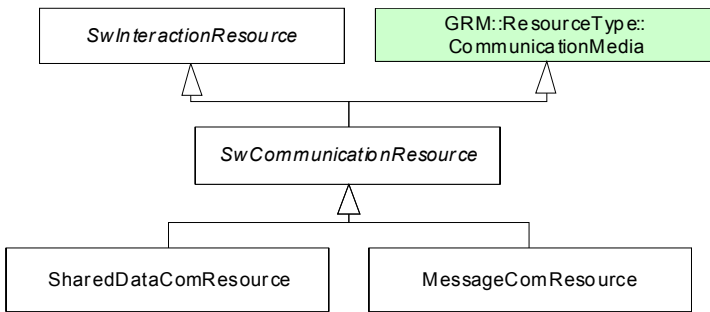 SwInteractionResource
GRM::ResourceType::
CommunicationMedia
SwCommunicationResource
SharedDataComResource
MessageComResource